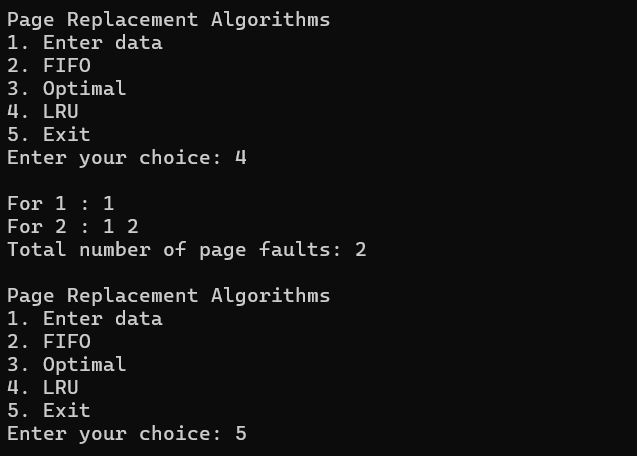 Page Replacement Algorithms
1. Enter data
2. FIFO
3. Optimal
4. LRU
5. Exit
Enter your choice: 4
For 1 : 1
For 2 : 1 2
Total number of page faults: 2
Page Replacement Algorithms
1. Enter data
2. FIFO
3. Optimal
4. LRU
5. Exit
Enter your choice: 5